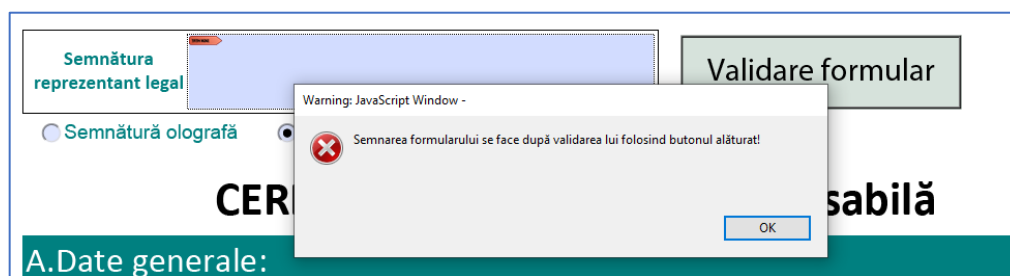 Semnătura
reprezentant legal
Validare formular
Warning: JavaScript Window -
Semnarea formularului se face după validarea lui folosind butonul alăturat!
Semnătură olografă
CER
sabilă
OK
A.Date generale: